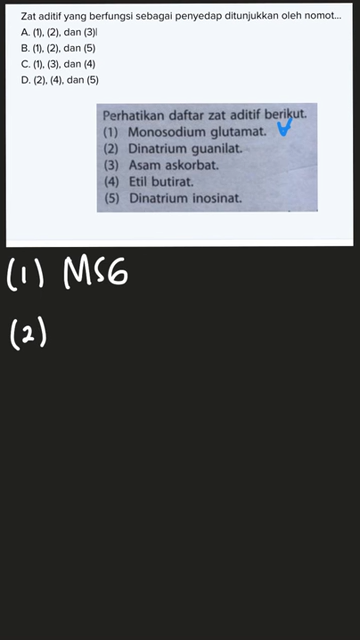 Zat aditif yang berfungsi sebagai penyedap ditunjukkan oleh nomot...
A. (1), (2), dan (3)
B. (1), (2), dan (5)
C. (1), (3), dan (4)
D. (2), (4), dan (5)
Perhatikan daftar zat aditif berikut.
(1) Monosodium glutamat.
(2) Dinatrium guanilat.
(3) Asam askorbat.
(4) Etil butirat.
(5) Dinatrium inosinat.
(1) MSG
(2)